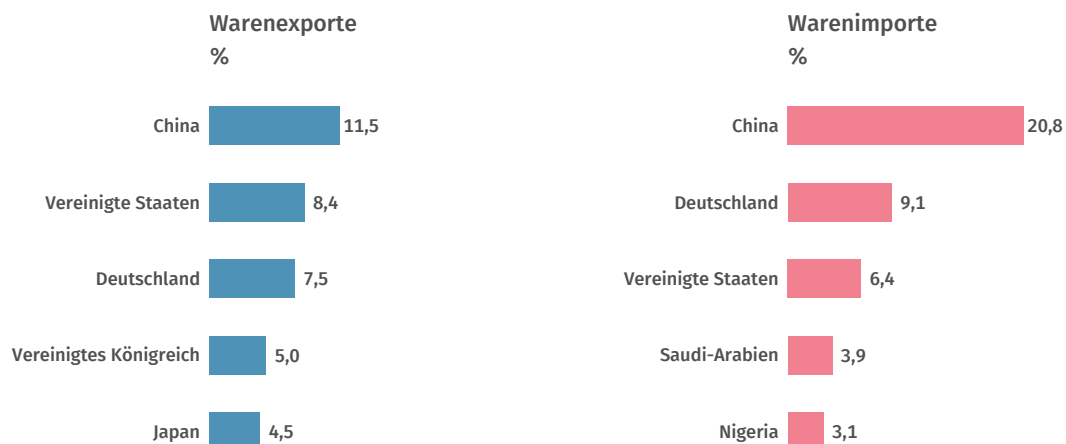 Warenexporte
%
China 11,5
Vereinigte Staaten 8,4
Deutschland 7,5
Vereinigtes Königreich 5,0
Japan 4,5
Warenimporte
%
China 20,8
Deutschland 9,1
Vereinigte Staaten 6,4
Saudi-Arabien 3,9
Nigeria 3,1